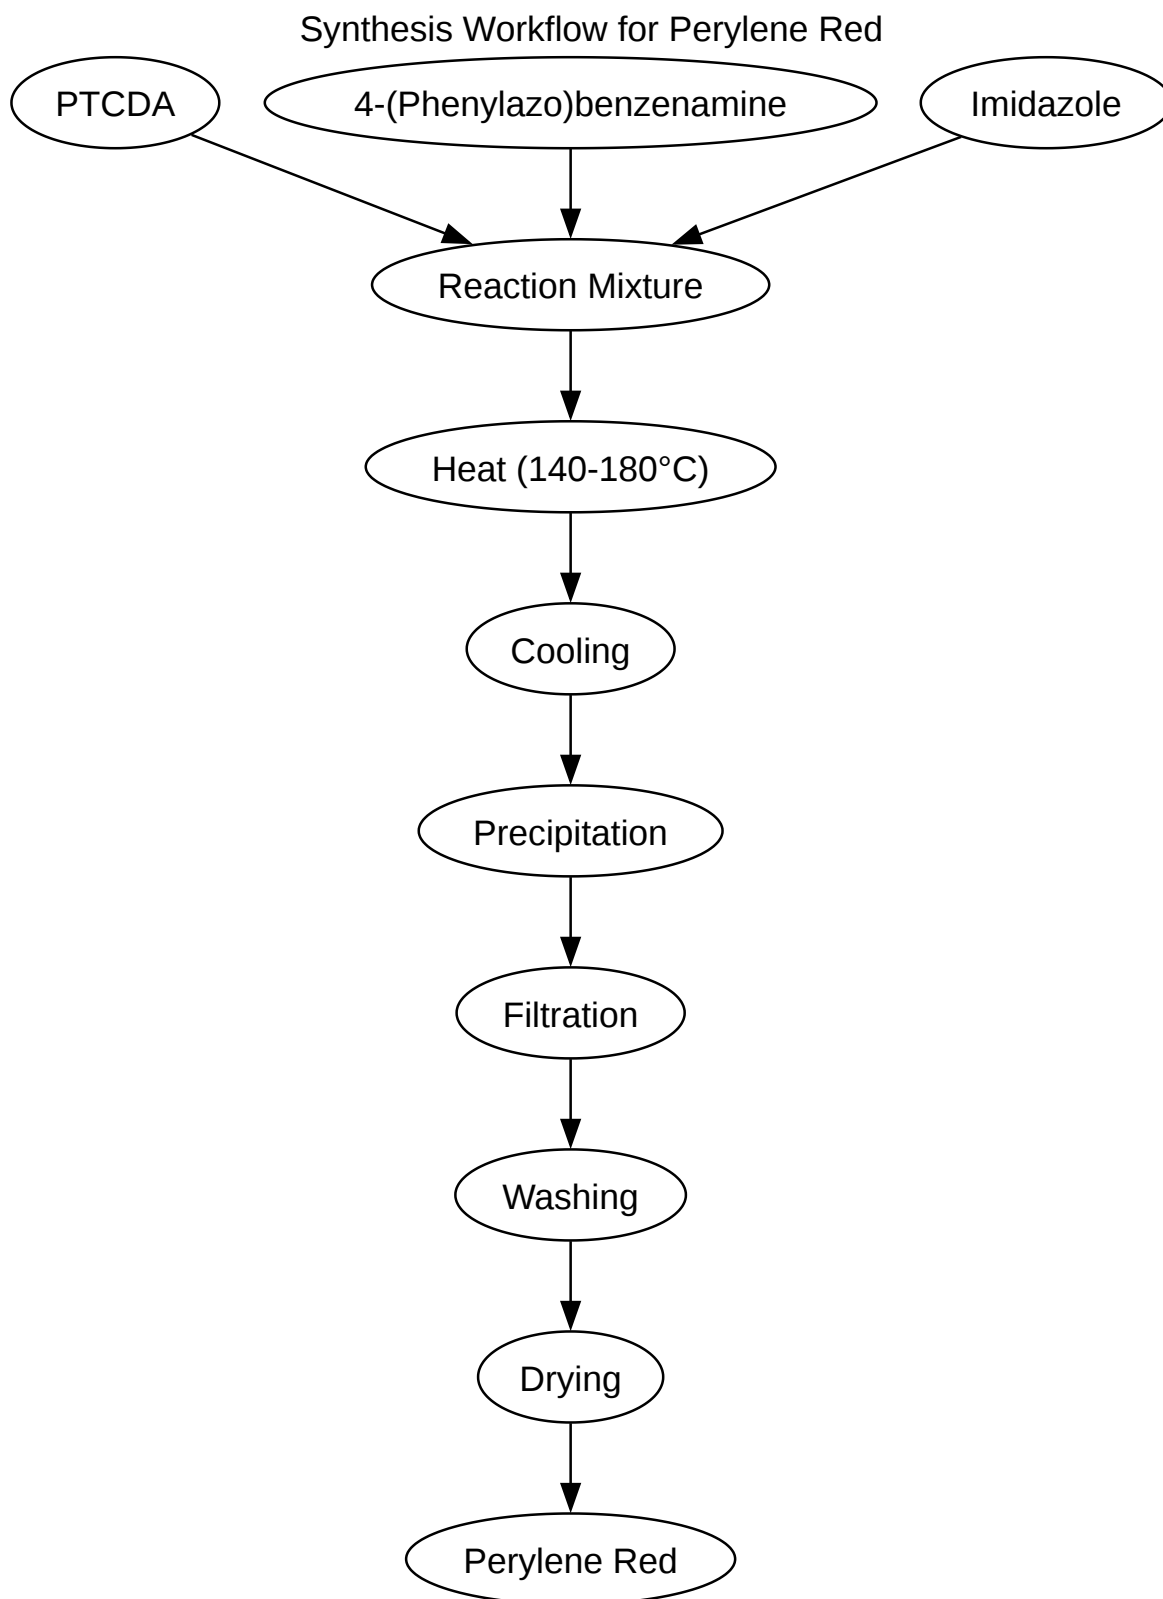 Synthesis Workflow for Perylene Red
PTCDA
4-(Phenylazo)benzenamine
Imidazole
Reaction Mixture
Heat (140-180°C)
Cooling
Precipitation
Filtration
Washing
Drying
Perylene Red